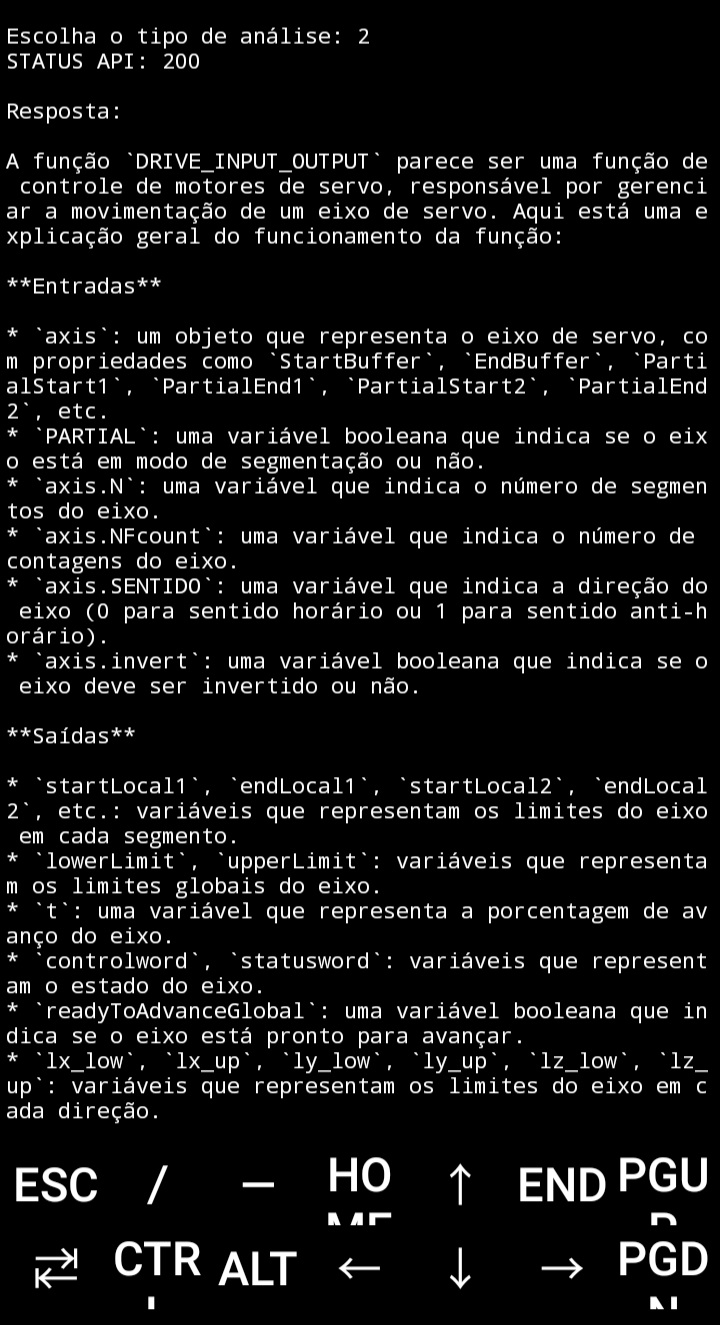 Escolha o tipo de análise: 2
STATUS API: 200
Resposta:
A função `DRIVE_INPUT_OUTPUT` parece ser uma função de
 controle de motores de servo, responsável por gerenci
ar a movimentação de um eixo de servo. Aqui está uma e
xplicação geral do funcionamento da função:
**Entradas**
* `axis`: um objeto que representa o eixo de servo, co
m propriedades como `StartBuffer`, `EndBuffer`, `Parti
alStart1`, `PartialEnd1`, `PartialStart2`, `PartialEnd
2`, etc.
* `PARTIAL`: uma variável booleana que indica se o eix
o está em modo de segmentação ou não.
* `axis.N`: uma variável que indica o número de segmen
tos do eixo.
* `axis.NFcount`: uma variável que indica o número de
contagens do eixo.
* `axis.SENTIDO`: uma variável que indica a direção do
 eixo (0 para sentido horário ou 1 para sentido anti-h
orário).
* `axis.invert`: uma variável booleana que indica se o
 eixo deve ser invertido ou não.
**Saídas**
* `startLocal1`, `endLocal1`, `startLocal2`, `endLocal
2`, etc.: variáveis que representam os limites do eixo
 em cada segmento.
* `lowerLimit`, `upperLimit`: variáveis que representa
m os limites globais do eixo.
* `t`: uma variável que representa a porcentagem de av
anço do eixo.
* `controlword`, `statusword`: variáveis que represent
am o estado do eixo.
* `readyToAdvanceGlobal`: uma variável booleana que in
dica se o eixo está pronto para avançar.
* `lx_low`, `lx_up`, `ly_low`, `ly_up`, `lz_low`, `lz_
up`: variáveis que representam os limites do eixo em c
ada direção.
ESC / — HOME ↑ END PGUP
⇆ CTRL ALT ← ↓ → PGDN